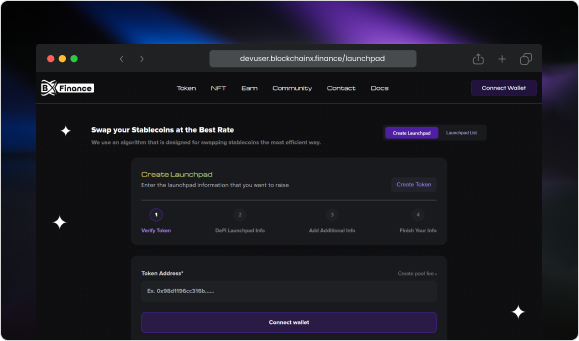 devuser.blockchainx.finance/launchpad
BX Finance
Token NFT Earn Community Contact Docs
Connect Wallet
Swap your Stablecoins at the Best Rate
We use an algorithm that is designed for swapping stablecoins the most efficient way.
Create Launchpad Launchpad List
Create Launchpad
Enter the launchpad information that you want to raise
Create Token
1 2 3 4
Verify Token DeFi Launchpad Info Add Additional Info Finish Your Info
Token Address* Create pool fee
Ex. 0x98d1196cc316b......
Connect wallet